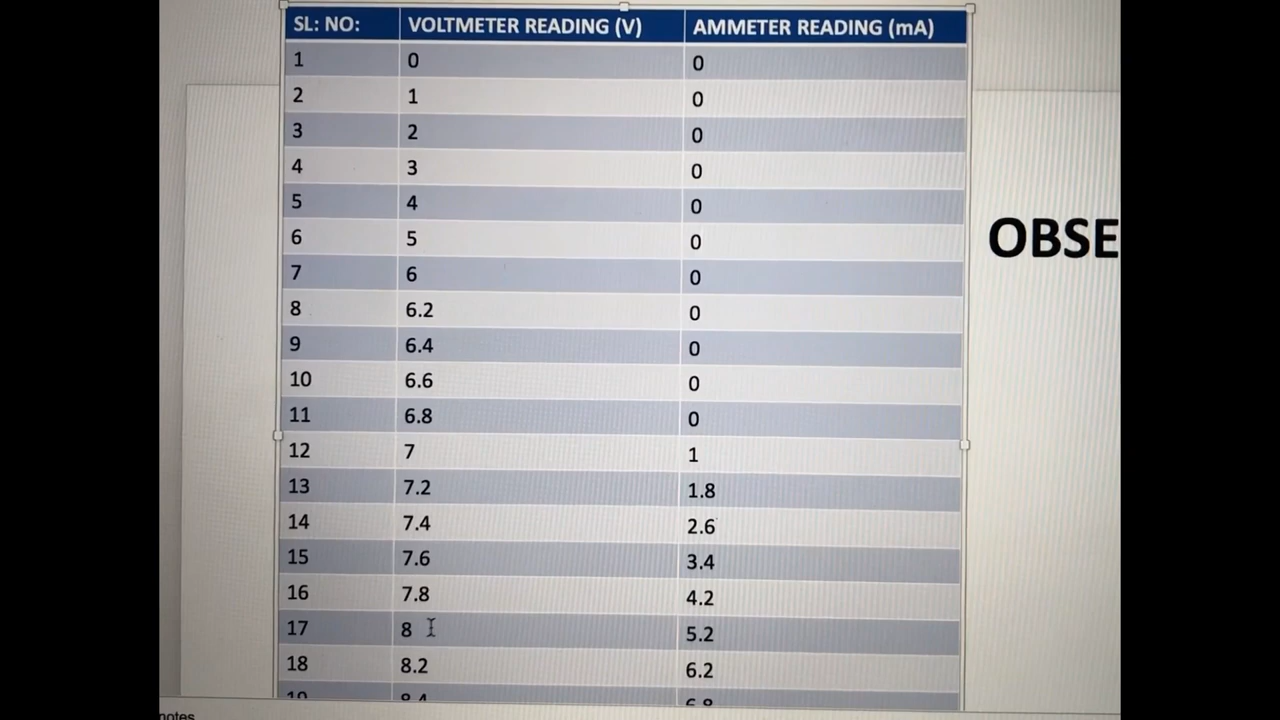 SL: NO: VOLTMETER READING (V) AMMETER READING (mA)
1 0 0
2 1 0
3 2 0
4 3 0
5 4 0
6 5 0
7 6 0
8 6.2 0
9 6.4 0
10 6.6 0
11 6.8 0
12 7 1
13 7.2 1.8
14 7.4 2.6
15 7.6 3.4
16 7.8 4.2
17 8 5.2
18 8.2 6.2
OBSE
notes